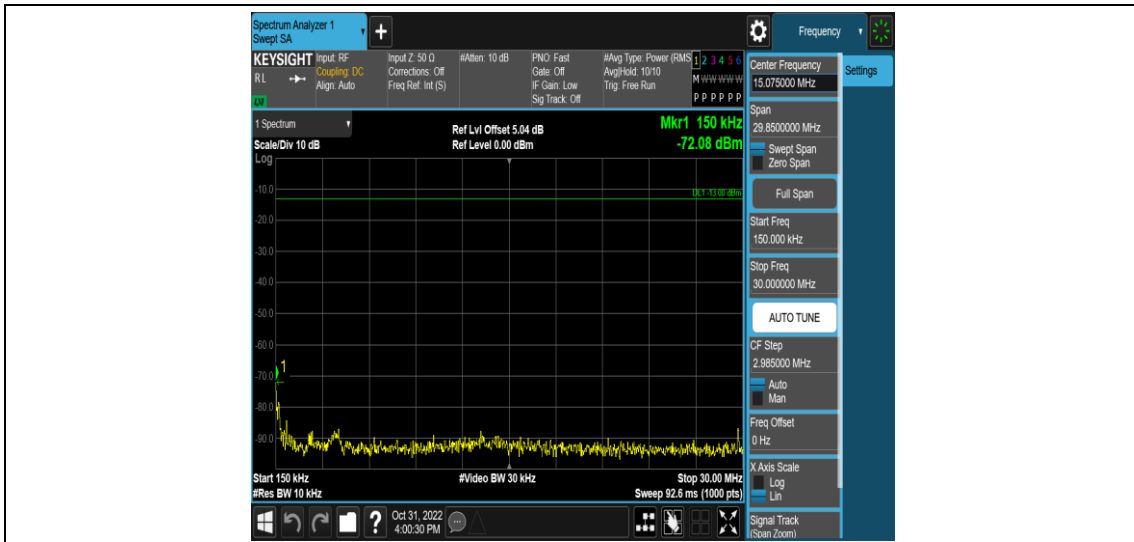 Spectrum Analyzer 1
Swept SA
+
Frequency
KEYSIGHT
RL
LXI
Input: RF
Coupling: DC
Align: Auto
Input Z: 50 Ω
Corrections: Off
Freq Ref: Int (S)
#Atten: 10 dB
PNO: Fast
Gate: Off
IF Gain: Low
Sig Track: Off
#Avg Type: Power (RMS
Avg|Hold: 10/10
Trig: Free Run
1 2 3 4 5 6
M W W W W W
P P P P P P
1 Spectrum
Scale/Div 10 dB
Log
Ref Lvl Offset 5.04 dB
Ref Level 0.00 dBm
Mkr1 150 kHz
-72.08 dBm
DL1 -13.00 dBm
-10.0
-20.0
-30.0
-40.0
-50.0
-60.0
1
-70.0
-80.0
-90.0
Start 150 kHz
#Video BW 30 kHz
Stop 30.00 MHz
#Res BW 10 kHz
Sweep 92.6 ms (1000 pts)
Center Frequency
15.075000 MHz
Settings
Span
29.8500000 MHz
Swept Span
Zero Span
Full Span
Start Freq
150.000 kHz
Stop Freq
30.000000 MHz
AUTO TUNE
CF Step
2.985000 MHz
Auto
Man
Freq Offset
0 Hz
X Axis Scale
Log
Lin
Signal Track
(Span Zoom)
?
Oct 31, 2022
4:00:30 PM